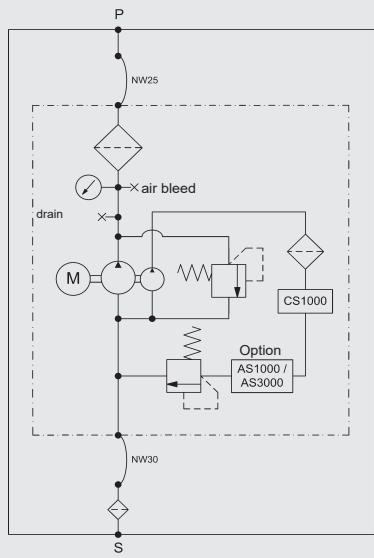 P
NW25
air bleed
drain
M
CS1000
Option
AS1000 /
AS3000
NW30
S